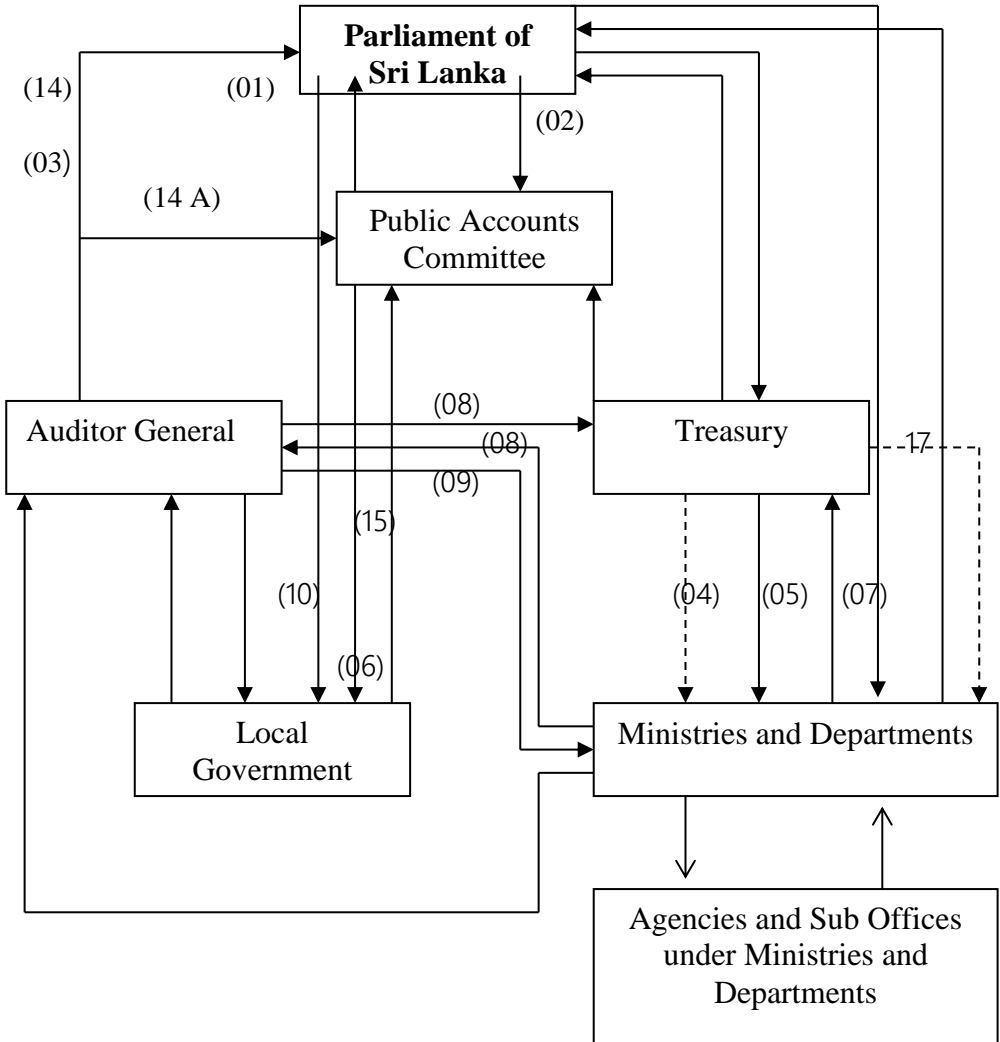 Parliament of
Sri Lanka
(14)
(01)
(02)
(03)
(14 A)
Public Accounts
Committee
Auditor General
(08)
Treasury
(08)
17
(09)
(15)
(10)
(04)
(05)
(07)
(06)
Local
Government
Ministries and Departments
Agencies and Sub Offices
under Ministries and
Departments